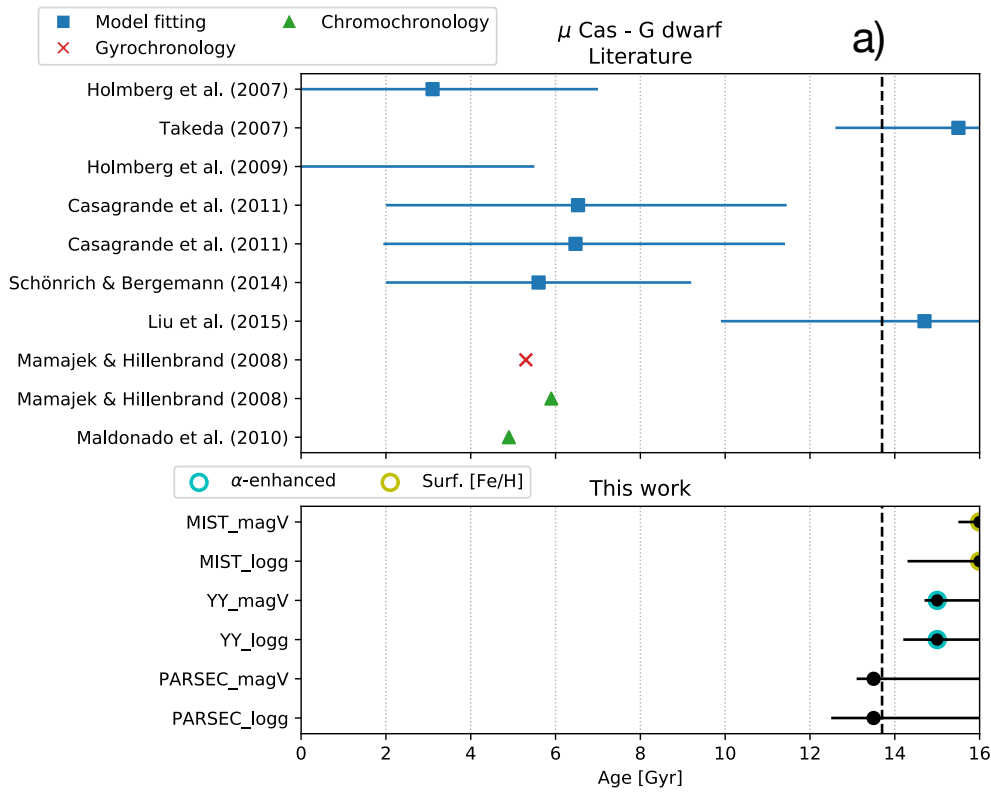 Model fitting
Chromochronology
Gyrochronology
μ Cas - G dwarf
Literature
a)
Holmberg et al. (2007)
Takeda (2007)
Holmberg et al. (2009)
Casagrande et al. (2011)
Casagrande et al. (2011)
Schönrich & Bergemann (2014)
Liu et al. (2015)
Mamajek & Hillenbrand (2008)
Mamajek & Hillenbrand (2008)
Maldonado et al. (2010)
α-enhanced
Surf. [Fe/H]
This work
MIST_magV
MIST_logg
YY_magV
YY_logg
PARSEC_magV
PARSEC_logg
0 2 4 6 8 10 12 14 16
Age [Gyr]